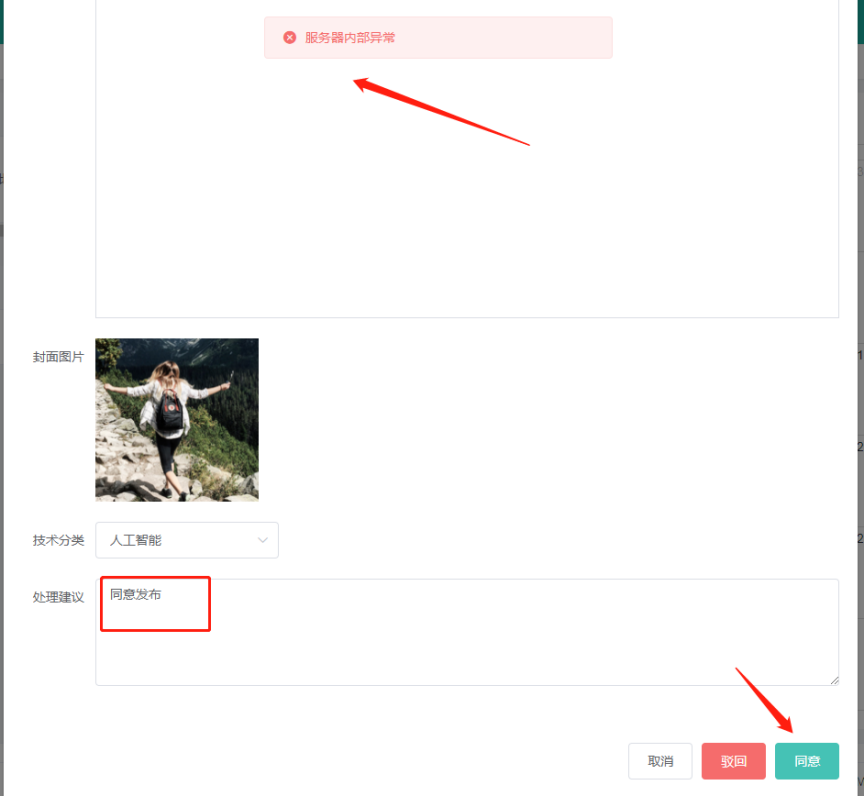 服务器内部异常
封面图片
技术分类 人工智能
处理建议 同意发布
取消 驳回 同意